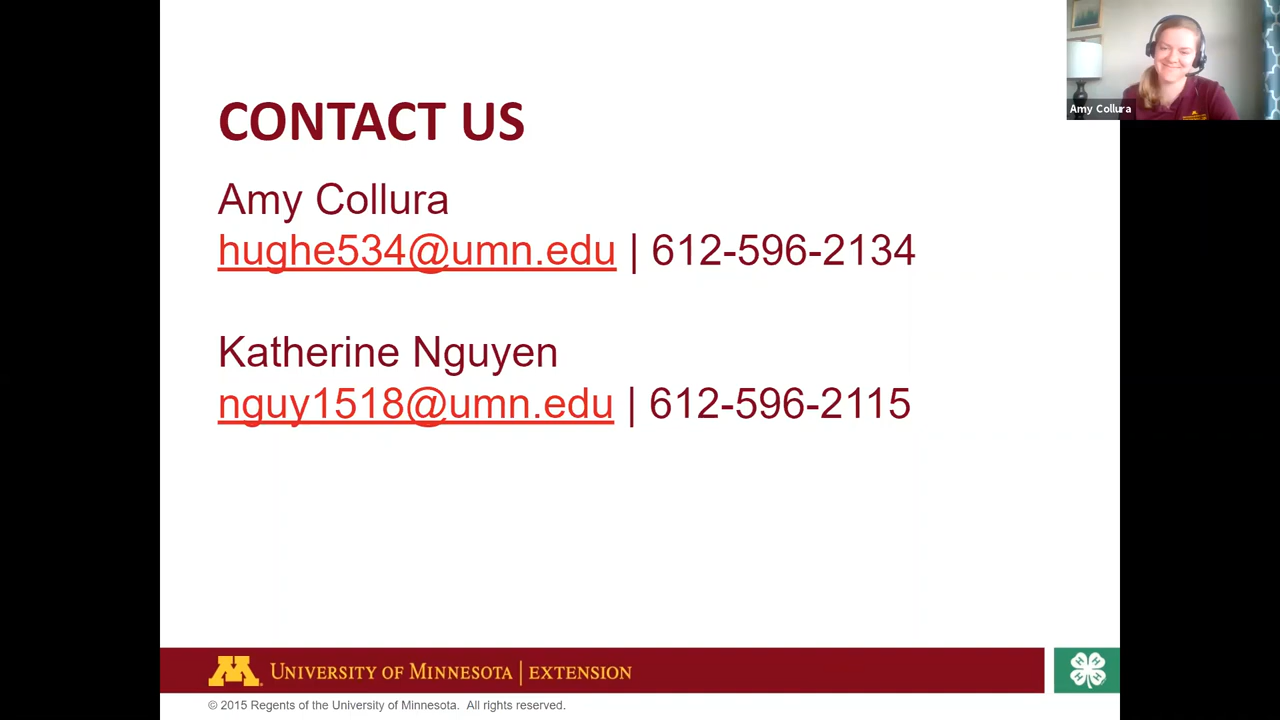 CONTACT US
Amy Collura
hughe534@umn.edu | 612-596-2134
Katherine Nguyen
nguy1518@umn.edu | 612-596-2115
Amy Collura
UNIVERSITY OF MINNESOTA | EXTENSION
© 2015 Regents of the University of Minnesota. All rights reserved.